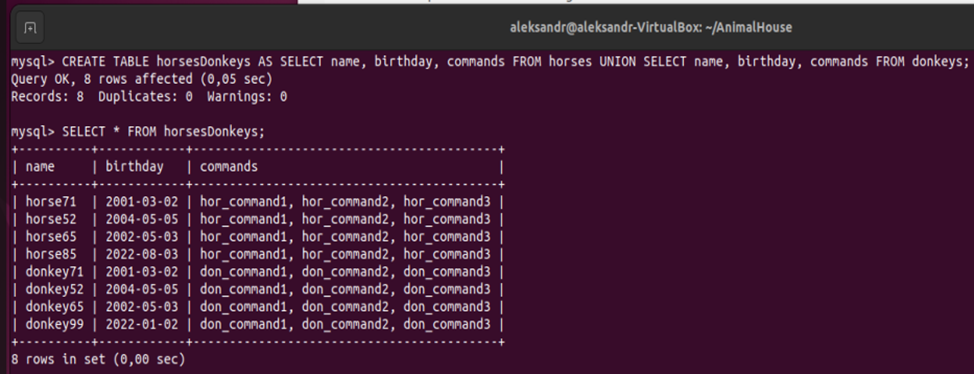 aleksandr@aleksandr-VirtualBox: ~/AnimalHouse
mysql> CREATE TABLE horsesDonkeys AS SELECT name, birthday, commands FROM horses UNION SELECT name, birthday, commands FROM donkeys;
Query OK, 8 rows affected (0,05 sec)
Records: 8  Duplicates: 0  Warnings: 0
mysql> SELECT * FROM horsesDonkeys;
+----------+------------+----------------------------------------+
| name     | birthday   | commands                               |
+----------+------------+----------------------------------------+
| horse71  | 2001-03-02 | hor_command1, hor_command2, hor_command3 |
| horse52  | 2004-05-05 | hor_command1, hor_command2, hor_command3 |
| horse65  | 2002-05-03 | hor_command1, hor_command2, hor_command3 |
| horse85  | 2022-08-03 | hor_command1, hor_command2, hor_command3 |
| donkey71 | 2001-03-02 | don_command1, don_command2, don_command3 |
| donkey52 | 2004-05-05 | don_command1, don_command2, don_command3 |
| donkey65 | 2002-05-03 | don_command1, don_command2, don_command3 |
| donkey99 | 2022-01-02 | don_command1, don_command2, don_command3 |
+----------+------------+----------------------------------------+
8 rows in set (0,00 sec)